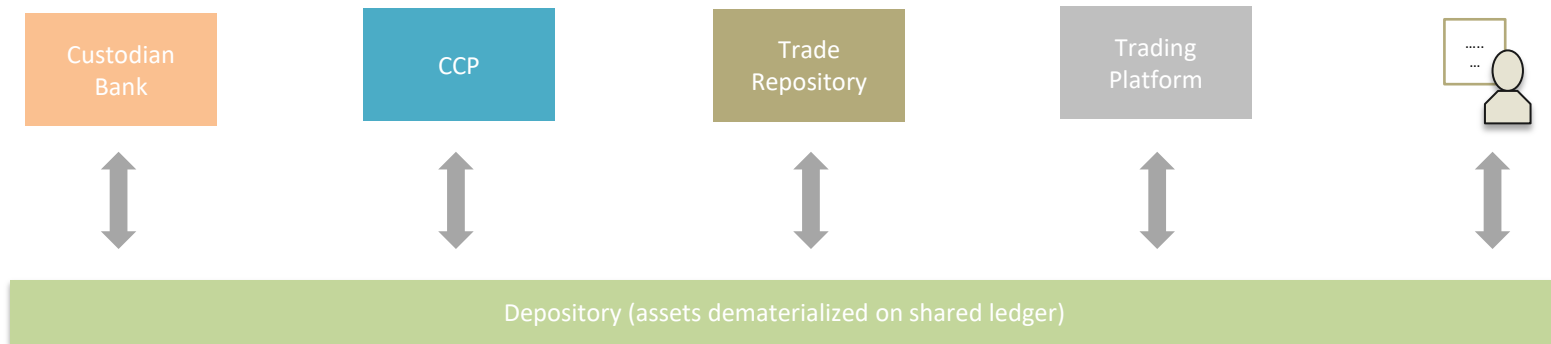 Custodian
Bank
CCP
Trade
Repository
Trading
Platform
.....
...
Depository (assets dematerialized on shared ledger)